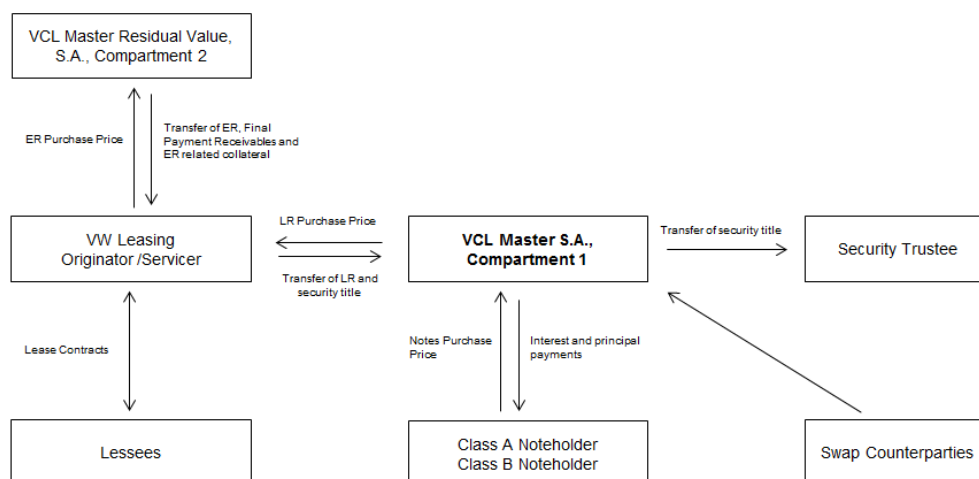 VCL Master Residual Value,
S.A., Compartment 2
ER Purchase Price
Transfer of ER, Final
Payment Receivables and
ER related collateral
VW Leasing
Originator /Servicer
LR Purchase Price
Transfer of LR and
security title
VCL Master S.A.,
Compartment 1
Transfer of security title
Security Trustee
Lease Contracts
Notes Purchase
Price
Interest and principal
payments
Lessees
Class A Noteholder
Class B Noteholder
Swap Counterparties